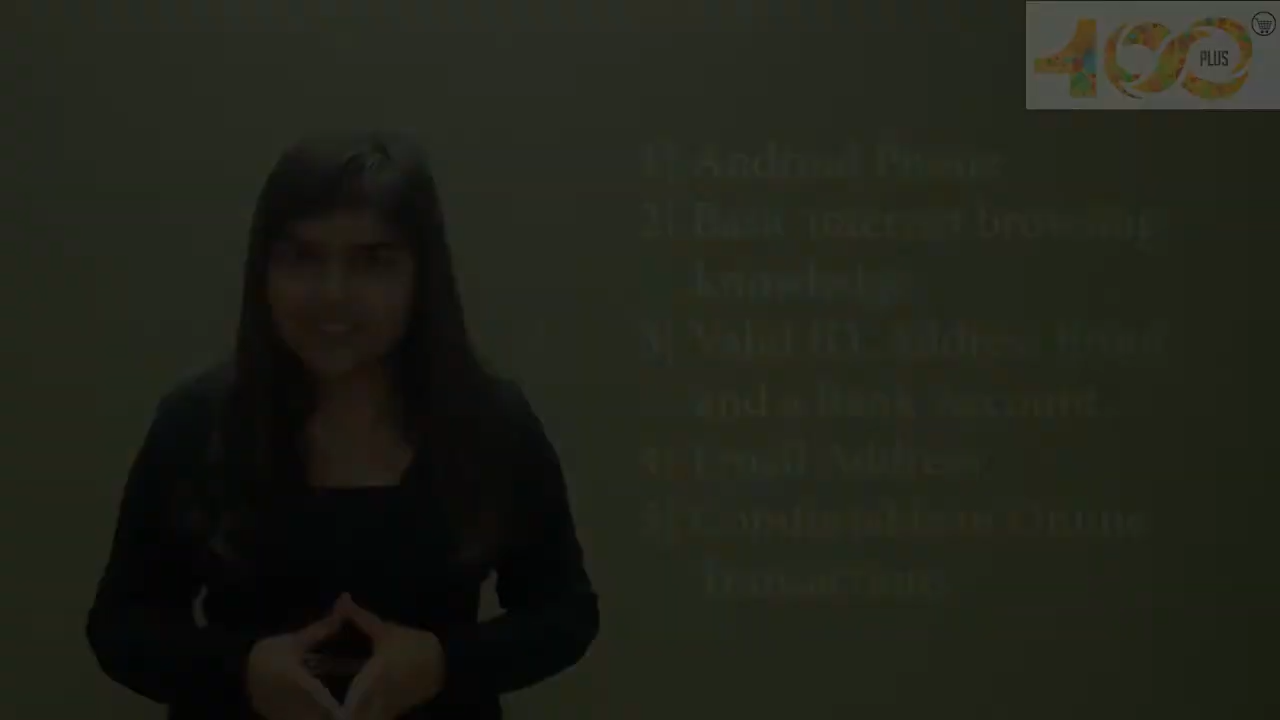 400
PLUS
1) Android Phone
2) Basic internet browsing
knowledge
3) Valid ID, address proof
and a Bank Account
4) Email Address
5) Comfortable in Online
Transactions